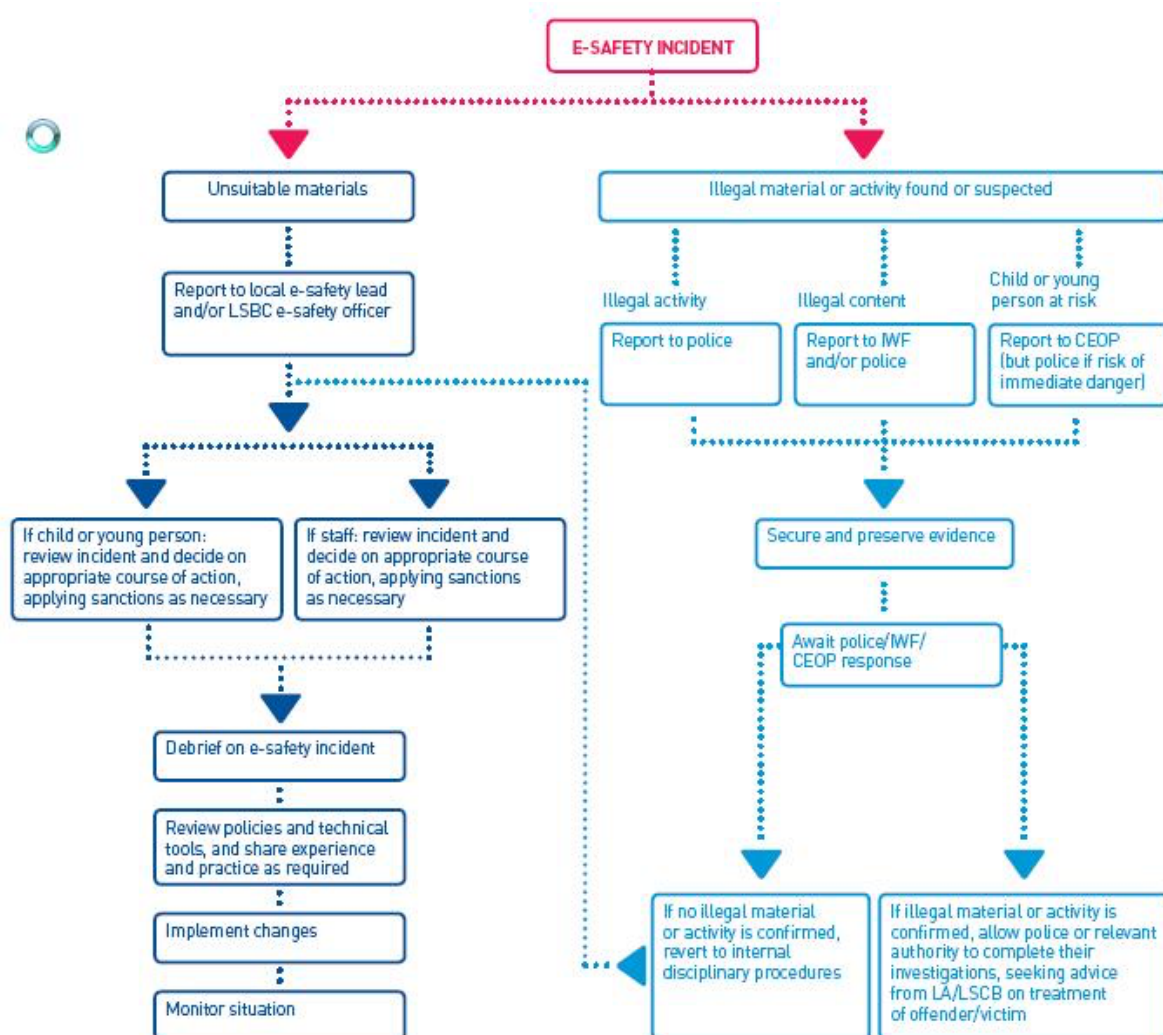 E-SAFETY INCIDENT
Unsuitable materials
Illegal material or activity found or suspected
Report to local e-safety lead
and/or LSBC e-safety officer
Illegal activity
Report to police
Illegal content
Report to IWF
and/or police
Child or young
person at risk
Report to CEOP
(but police if risk of
immediate danger)
If child or young person:
review incident and decide on
appropriate course of action,
applying sanctions as necessary
If staff: review incident and
decide on appropriate course
of action, applying sanctions
as necessary
Secure and preserve evidence
Await police/IWF/
CEOP response
Debrief on e-safety incident
Review policies and technical
tools, and share experience
and practice as required
Implement changes
Monitor situation
If no illegal material
or activity is confirmed,
revert to internal
disciplinary procedures
If illegal material or activity is
confirmed, allow police or relevant
authority to complete their
investigations, seeking advice
from LA/LSCB on treatment
of offender/victim